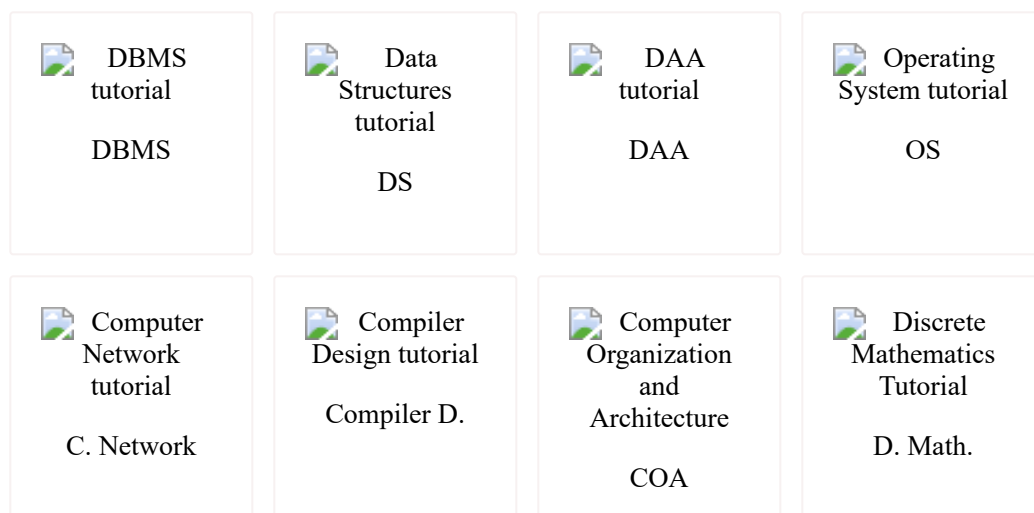 DBMS
tutorial
DBMS
Data
Structures
tutorial
DS
DAA
tutorial
DAA
Operating
System tutorial
OS
Computer
Network
tutorial
C. Network
Compiler
Design tutorial
Compiler D.
Computer
Organization
and
Architecture
COA
Discrete
Mathematics
Tutorial
D. Math.